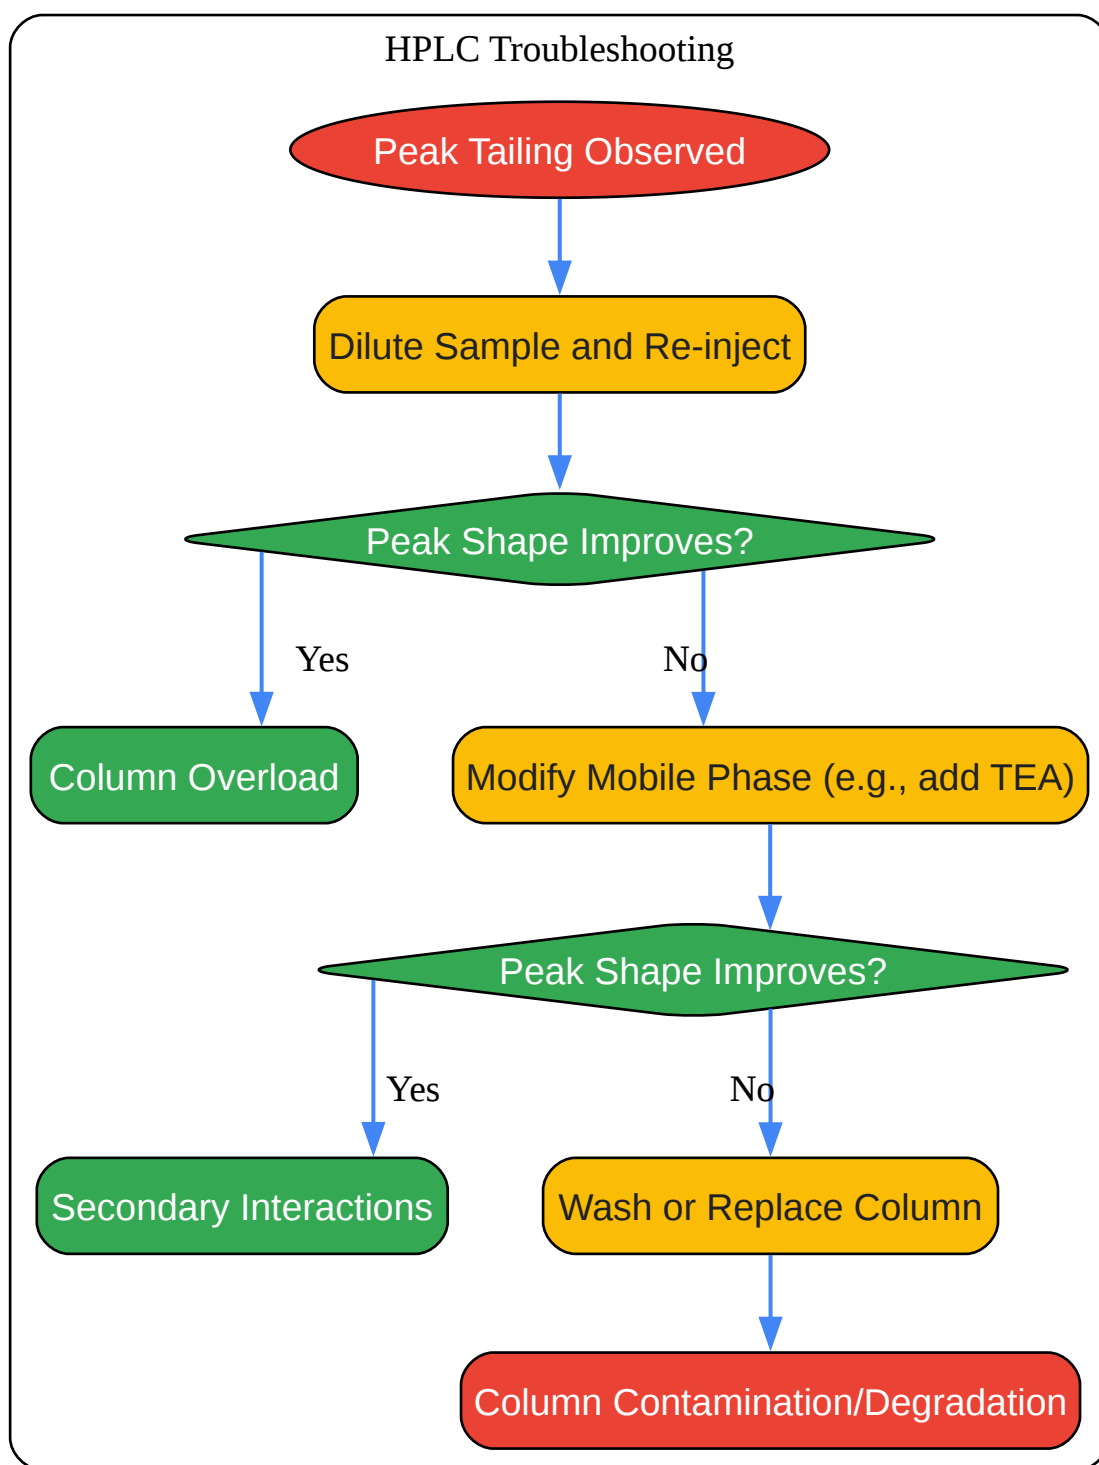 HPLC Troubleshooting
Peak Tailing Observed
Dilute Sample and Re-inject
Peak Shape Improves?
Yes
No
Column Overload
Modify Mobile Phase (e.g., add TEA)
Peak Shape Improves?
Yes
No
Secondary Interactions
Wash or Replace Column
Column Contamination/Degradation